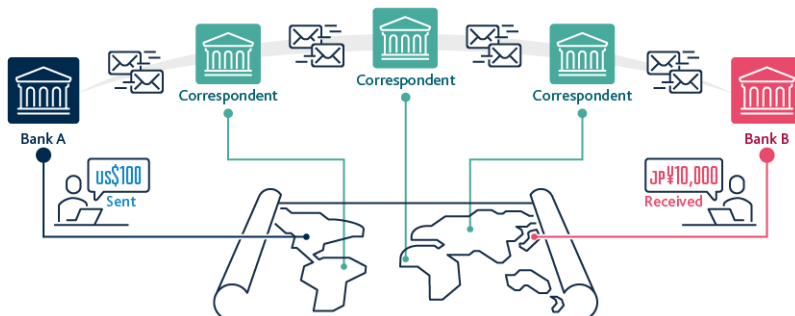 Correspondent
Correspondent
Correspondent
Bank A
Bank B
US$100
Sent
JP¥10,000
Received